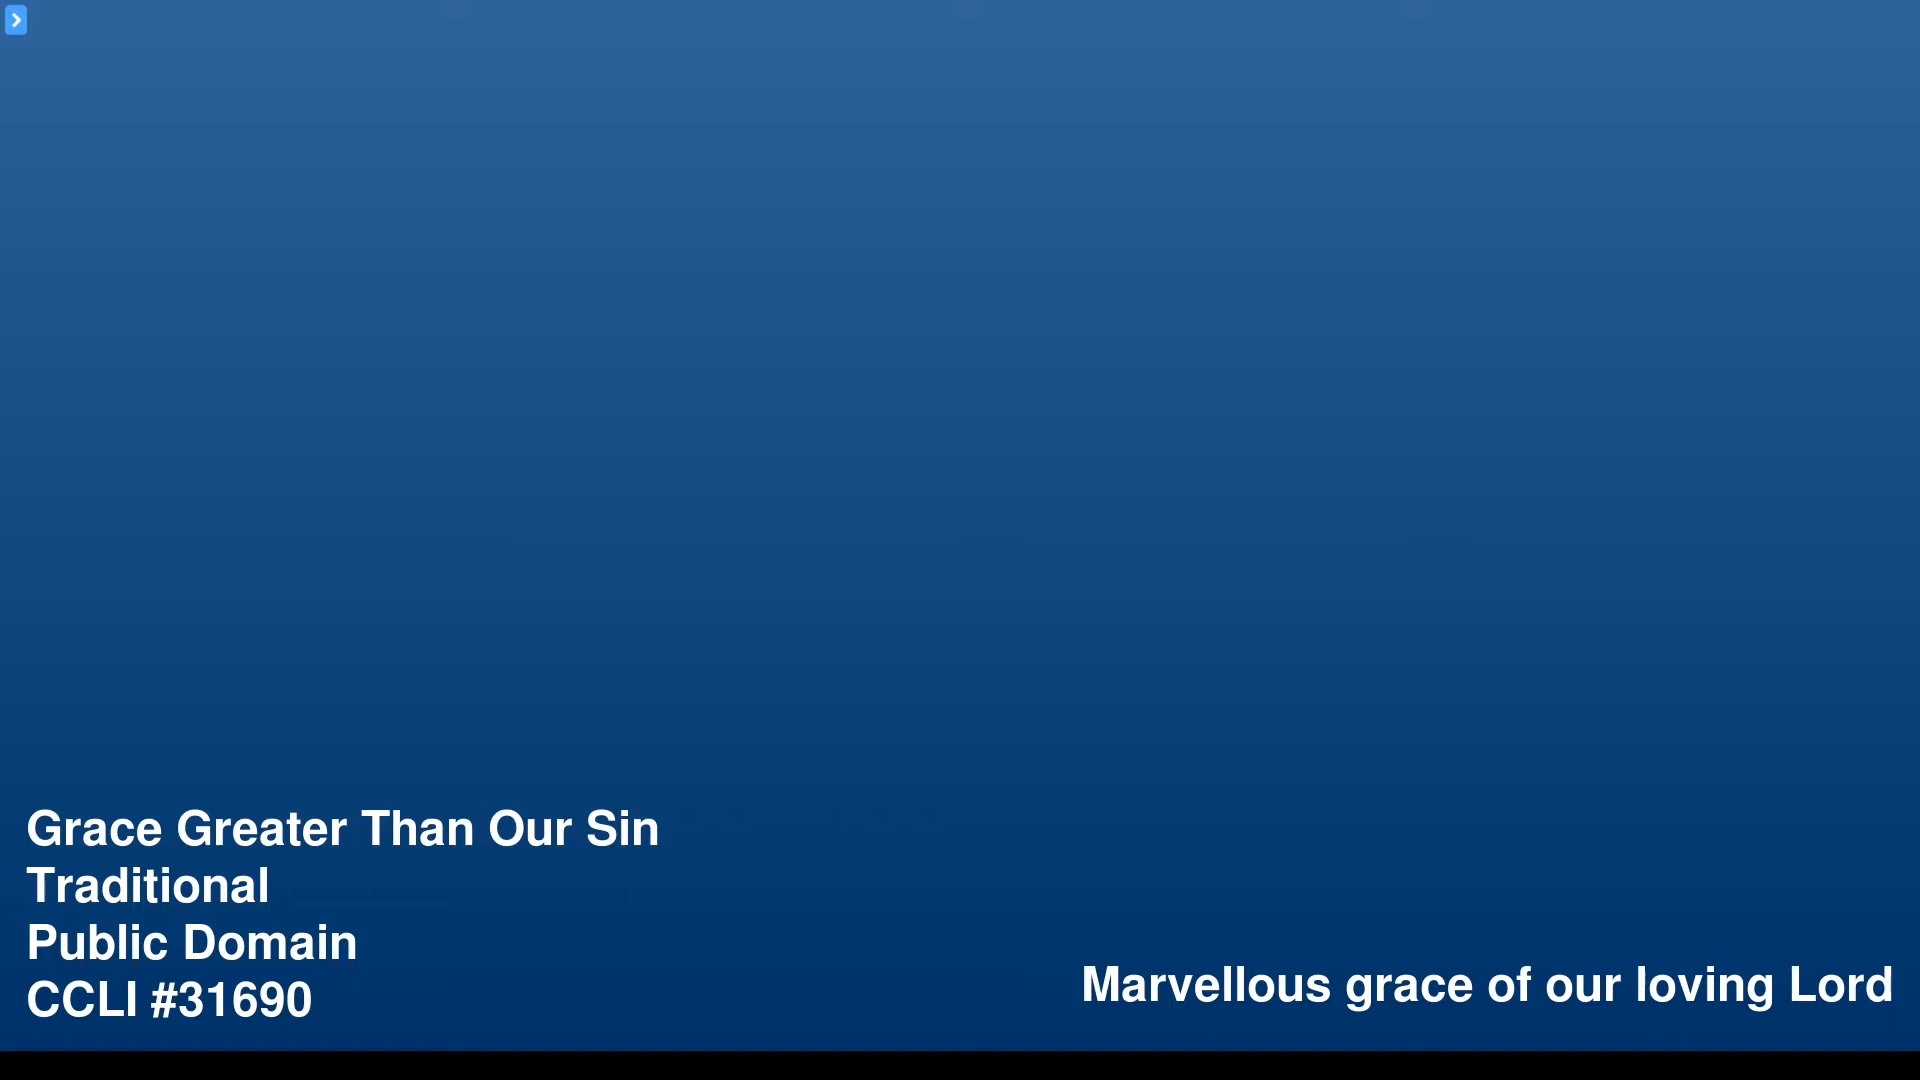 Grace Greater Than Our Sin
Traditional
Public Domain
CCLI #31690
Marvellous grace of our loving Lord